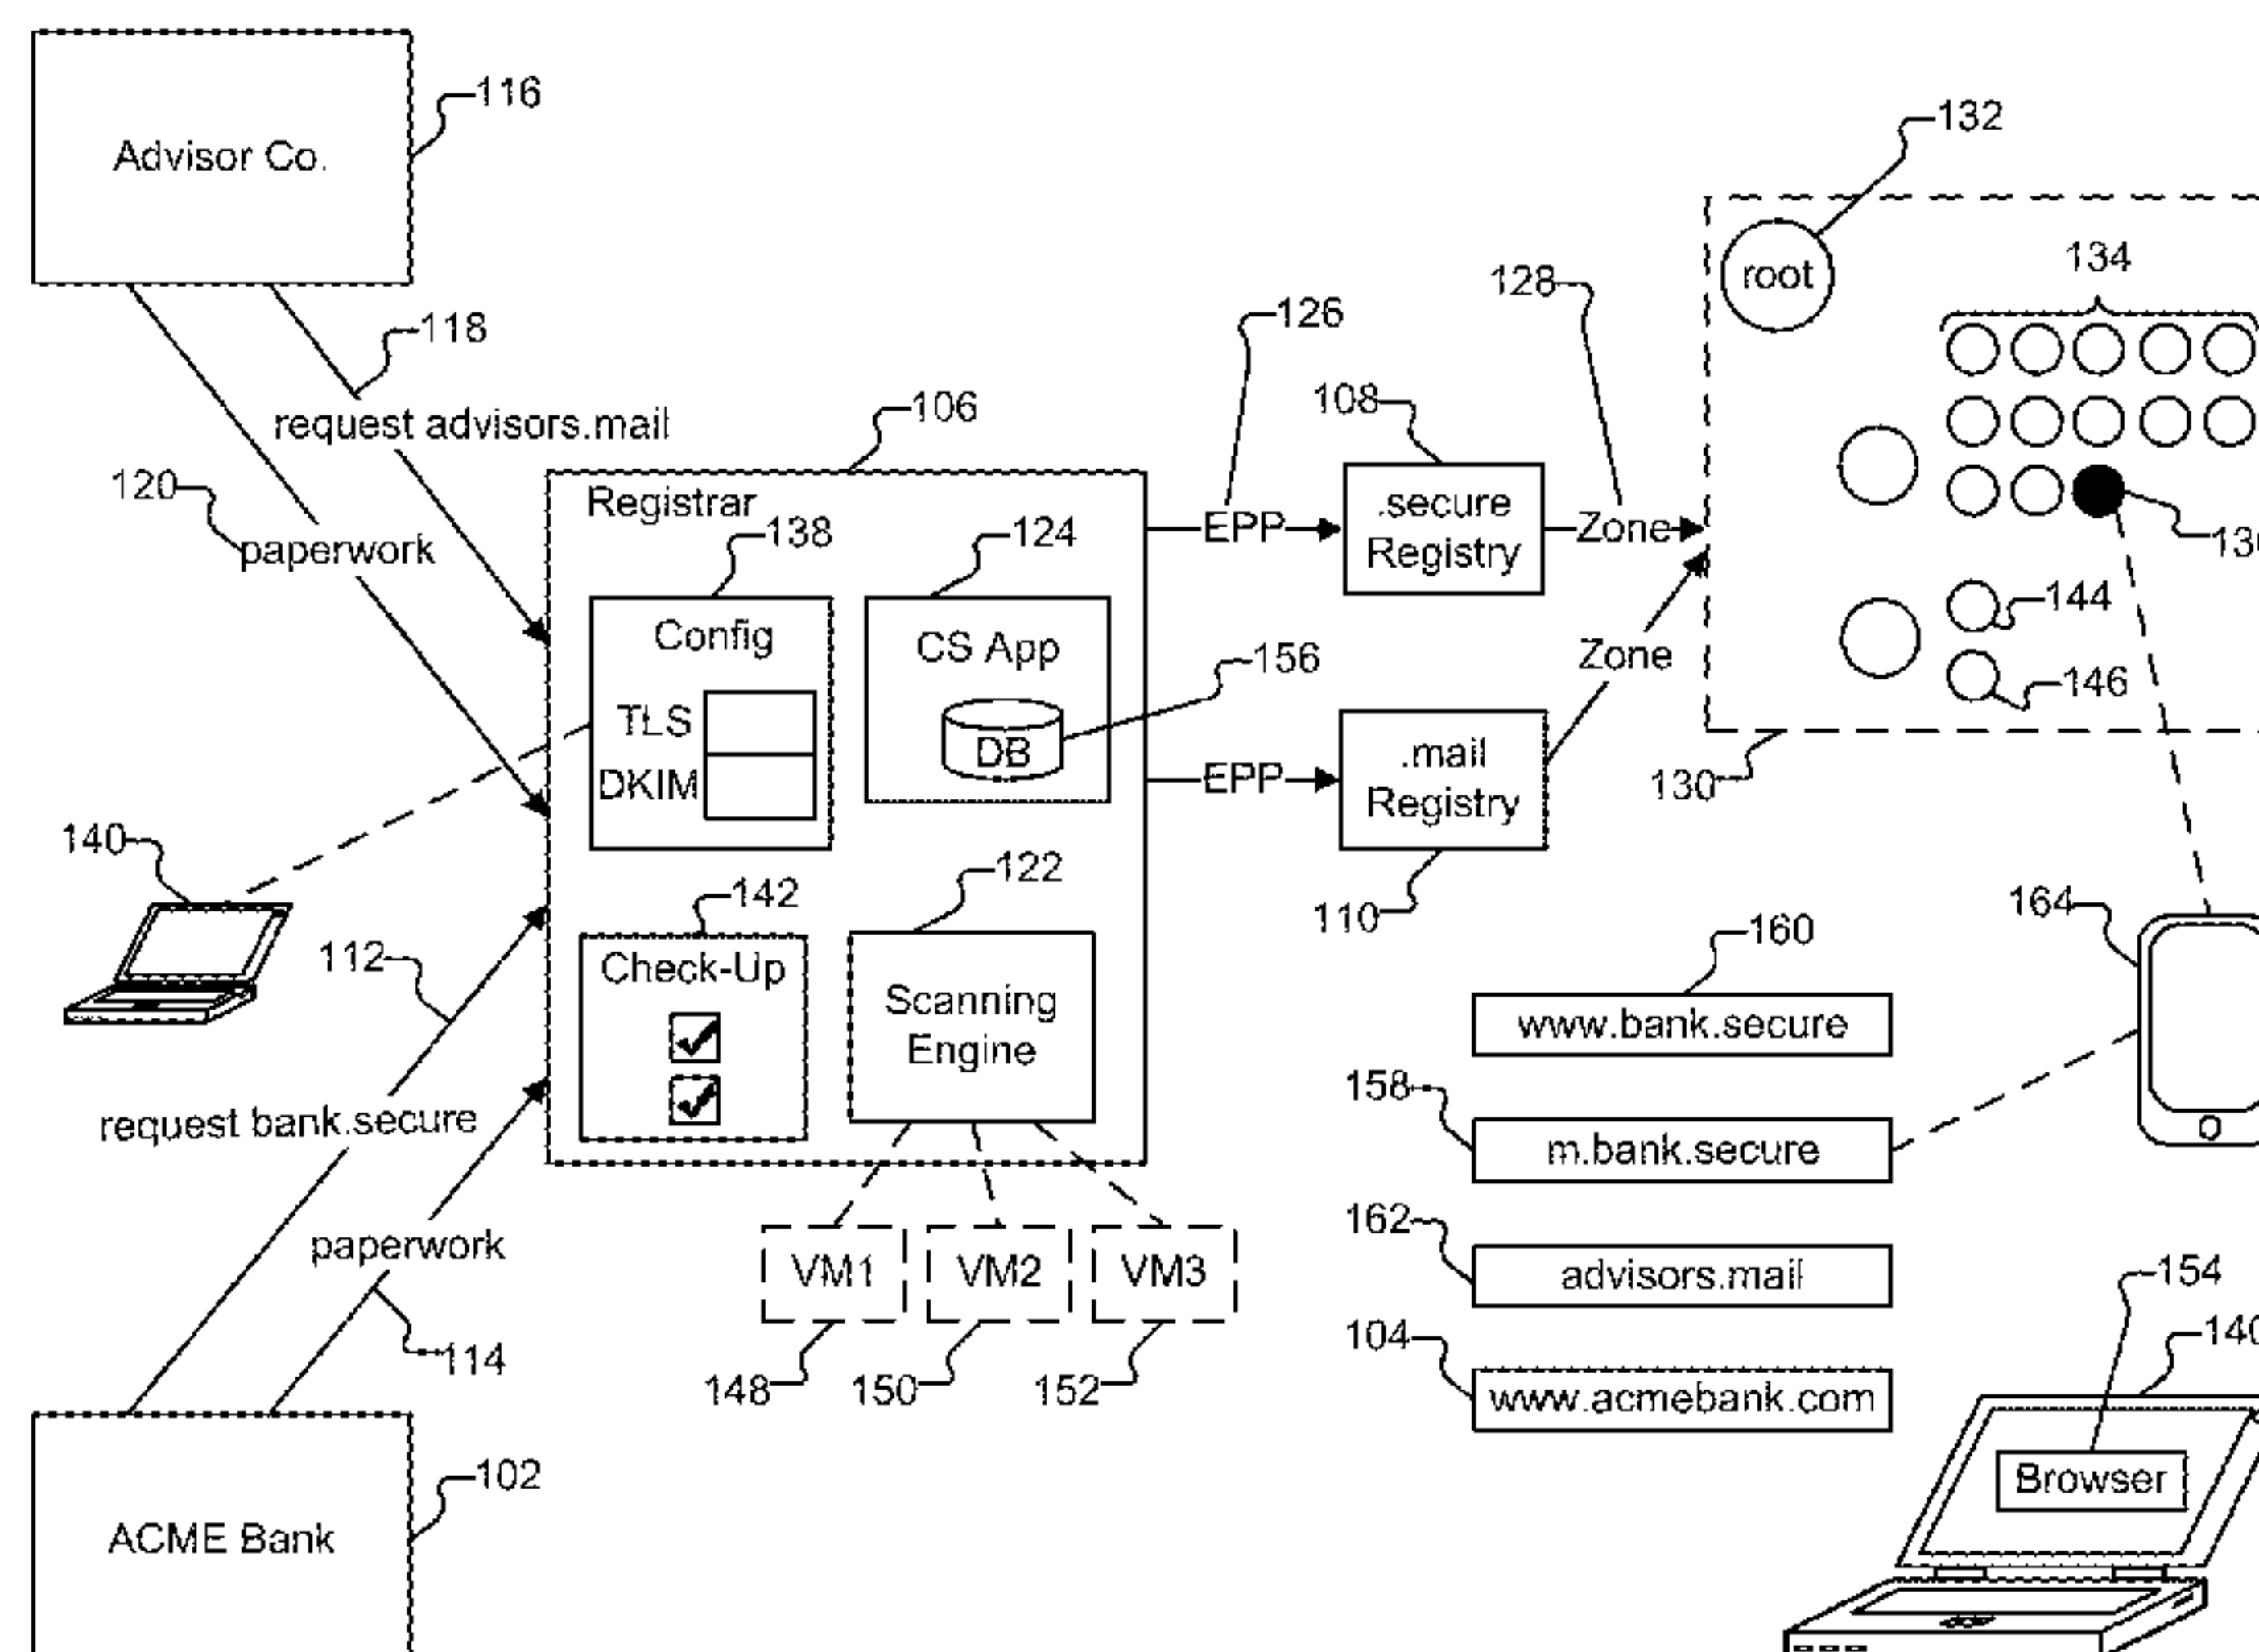 Advisor Co.
116
118
request advisors.mail
120
paperwork
106
Registrar
138
124
Config
TLS
DKIM
CS App
DB
156
126
EPP
108
.secure
Registry
128
Zone
132
root
134
144
146
130
EPP
.mail
Registry
110
Zone
140
142
Check-Up
122
Scanning
Engine
112
request bank.secure
paperwork
114
VM1
VM2
VM3
148
150
152
160
www.bank.secure
158
m.bank.secure
162
advisors.mail
104
www.acmebank.com
164
154
Browser
ACME Bank
102